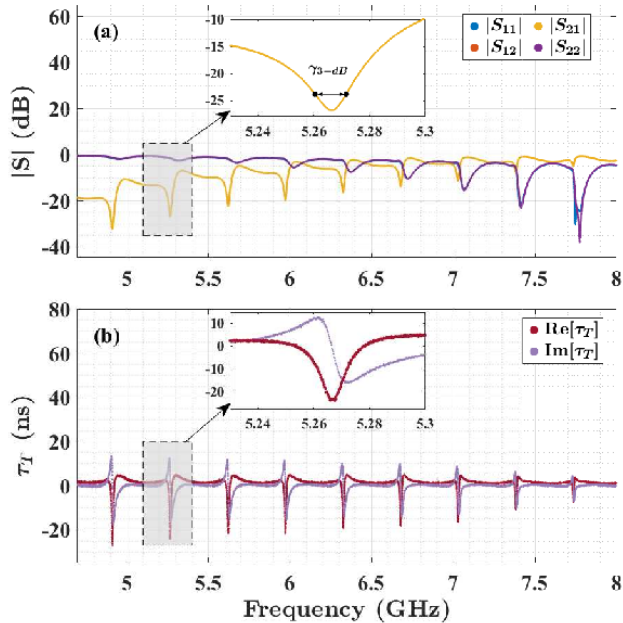 (a)
-10
-15
-20
-25
γ3−dB
5.24 5.26 5.28 5.3
|S11| |S21|
|S12| |S22|
60
40
20
0
-20
-40
|S| (dB)
5 5.5 6 6.5 7 7.5 8
(b)
10
0
-10
-20
5.24 5.26 5.28 5.3
Re[τT]
Im[τT]
80
60
40
20
0
-20
τT (ns)
5 5.5 6 6.5 7 7.5 8
Frequency (GHz)